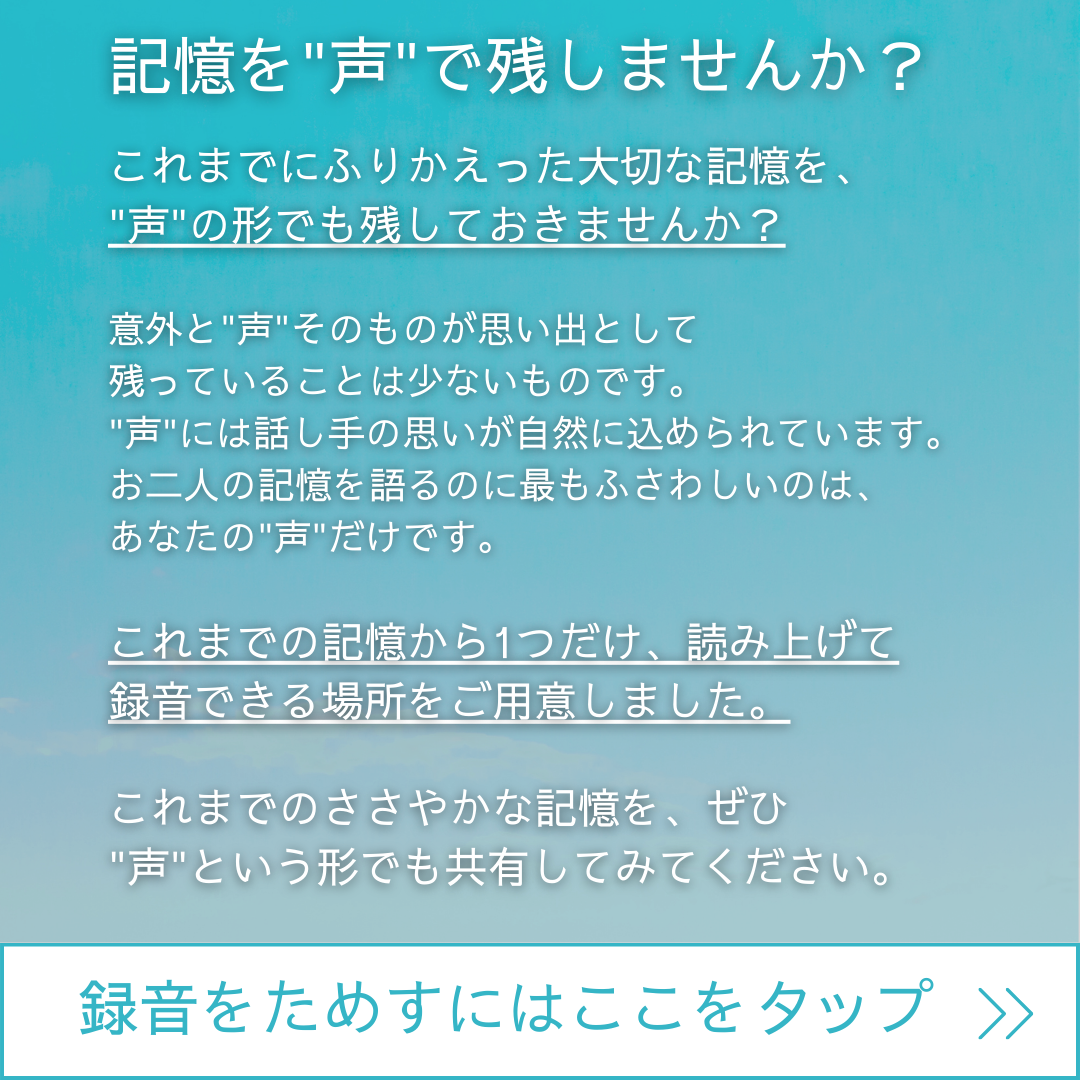 記憶を"声"で残しませんか？
これまでにふりかえった大切な記憶を、
"声"の形でも残しておきませんか？
意外と"声"そのものが思い出として
残っていることは少ないものです。
"声"には話し手の思いが自然に込められています。
お二人の記憶を語るのに最もふさわしいのは、
あなたの"声"だけです。
これまでの記憶から1つだけ、読み上げて
録音できる場所をご用意しました。
これまでのささやかな記憶を、ぜひ
"声"という形でも共有してみてください。
録音をためすにはここをタップ